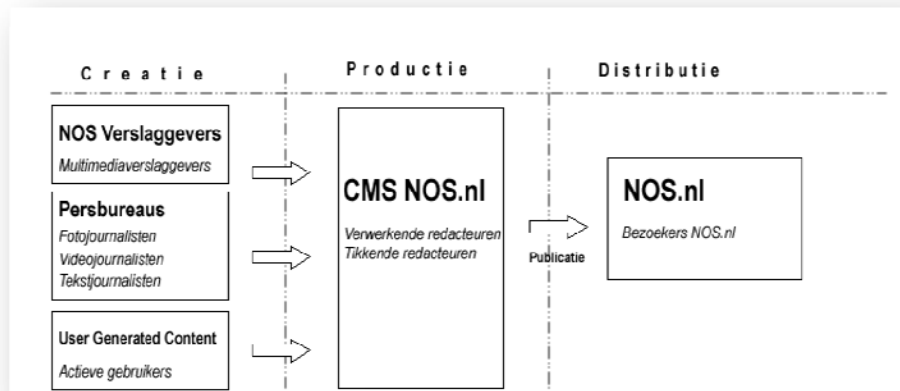 Creatie
Productie
Distributie
NOS Verslaggevers
Multimediaverslaggevers
Persbureaus
Fotojournalisten
Videojournalisten
Tekstjournalisten
User Generated Content
Actieve gebruikers
CMS NOS.nl
Verwerkende redacteuren
Tikkende redacteuren
Publicatie
NOS.nl
Bezoekers NOS.nl